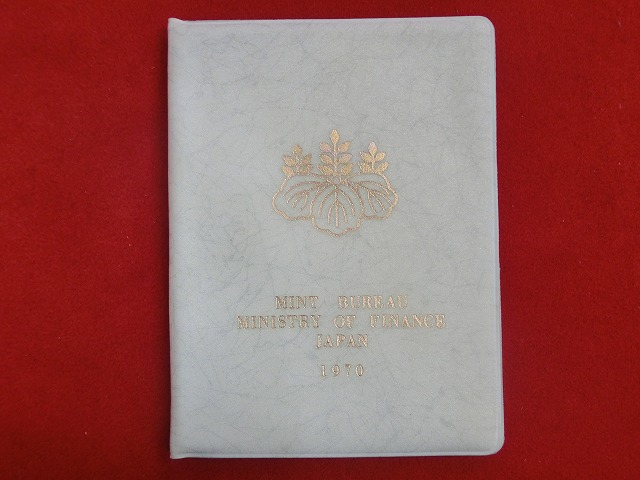 MINT BUREAU
MINISTRY OF FINANCE
JAPAN
1970